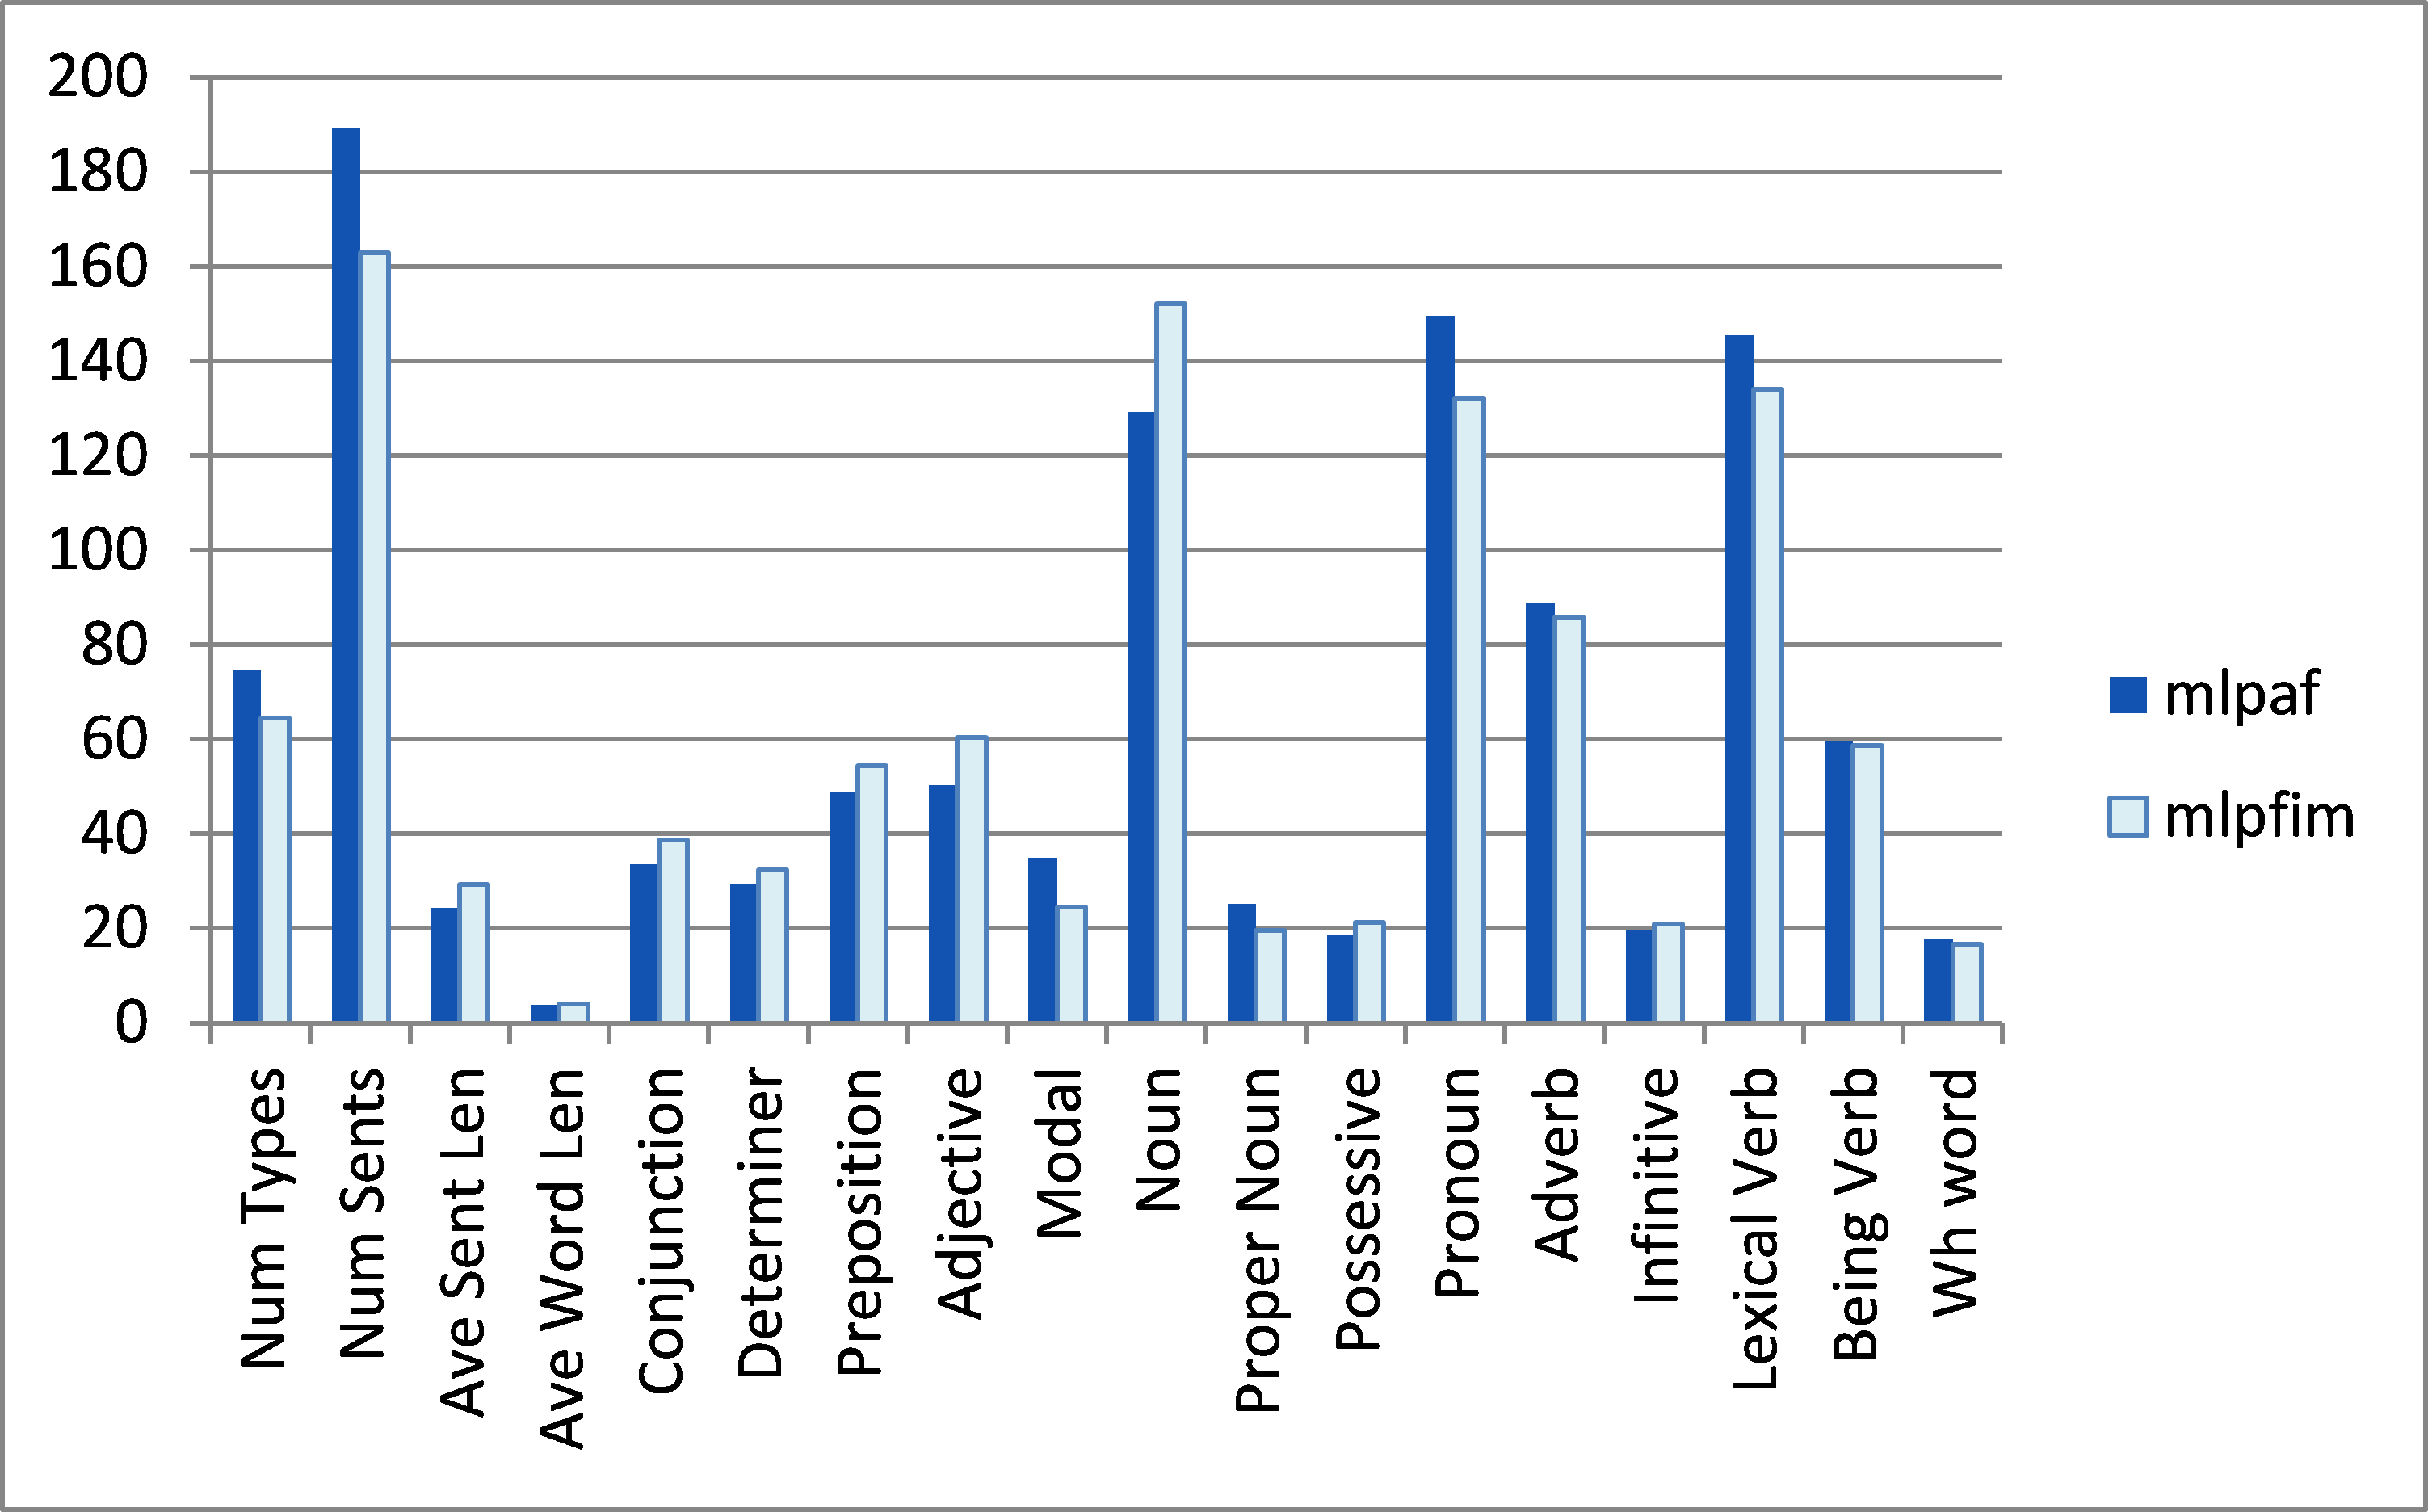 200
180
160
140
120
100
80
60
40
20
0
Num Types
Num Sents
Ave Sent Len
Ave Word Len
Conjunction
Determiner
Preposition
Adjective
Modal
Noun
Proper Noun
Possessive
Pronoun
Adverb
Infinitive
Lexical Verb
Being Verb
Wh word
mlpaf
mlpfim